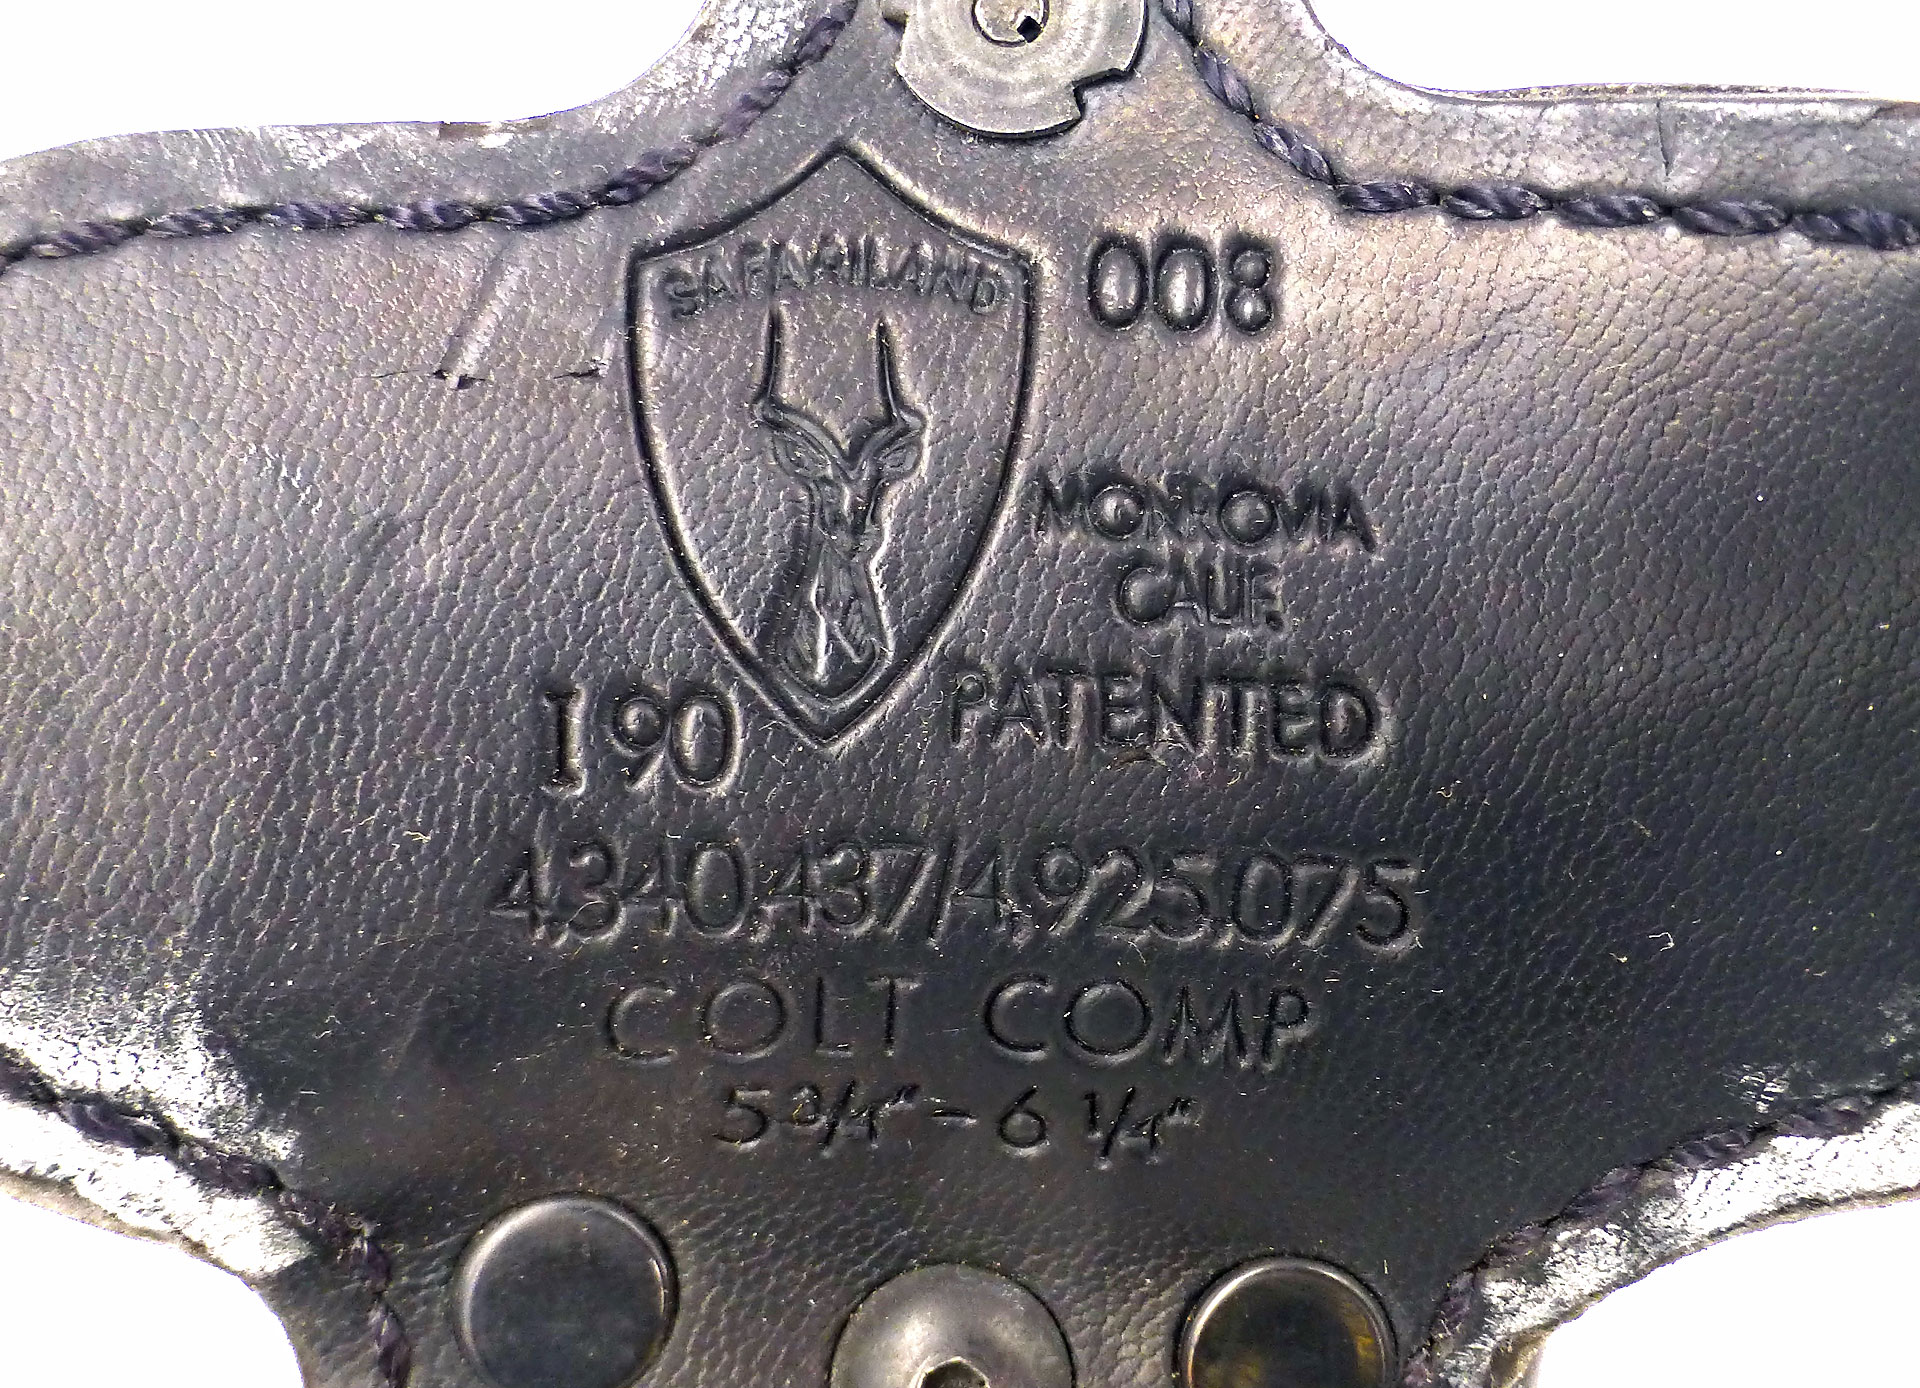 SAFARILAND
008
MONROVIA
CALIF.
PATENTED
I 90
4,340,437/4,925,075
COLT COMP
5 3/4" - 6 1/4"